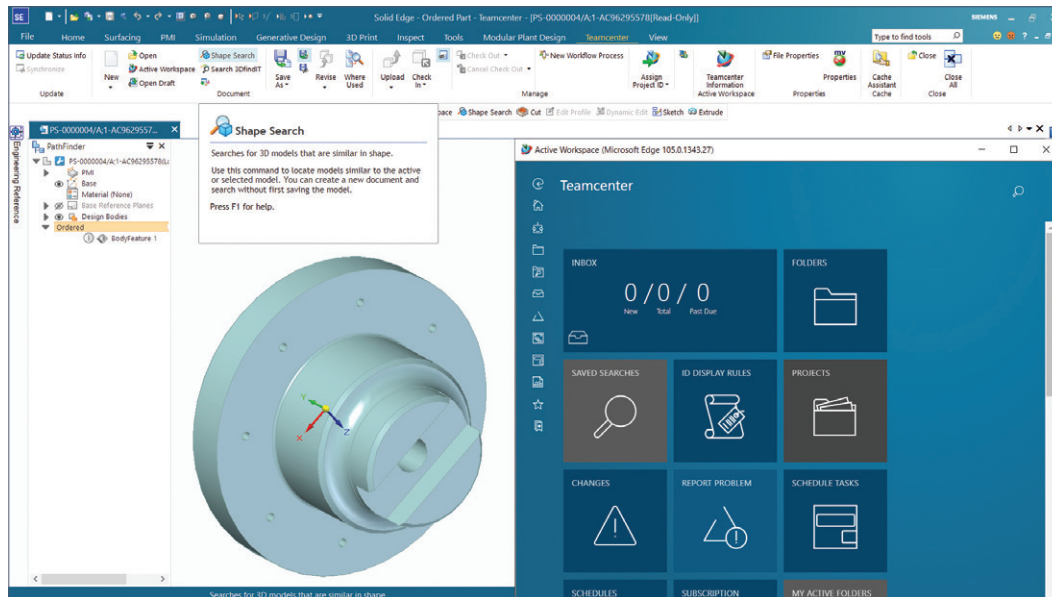 SE
Solid Edge - Ordered Part - Teamcenter - [PS-0000004/A;1-AC96295578[Read-Only]]
SIEMENS
File Home Surfacing PMI Simulation Generative Design 3D Print Inspect Tools Modular Plant Design Teamcenter View
Type to find tools
Update Status Info
Synchronize
Update
New
Open
Active Workspace
Open Draft
Shape Search
Search 3DfindIT
Document
Save As
Revise
Where Used
Upload
Check In
Check Out
Cancel Check Out
New Workflow Process
Manage
Assign Project ID
Teamcenter Information
Active Workspace
File Properties
Properties
Properties
Cache Assistant
Cache
Close
Close All
Close
Shape Search Cut Edit Profile Dynamic Edit Sketch Extrude
PS-0000004/A;1-AC9629557...
Engineering Reference
PathFinder
PMI
Base
Material (None)
Base Reference Planes
Design Bodies
Ordered
BodyFeature 1
Shape Search
Searches for 3D models that are similar in shape.
Use this command to locate models similar to the active
or selected model. You can create a new document and
search without first saving the model.
Press F1 for help.
Y
X
Z
Searches for 3D models that are similar in shape.
Active Workspace (Microsoft Edge 105.0.1343.27)
Teamcenter
INBOX
0 / 0 / 0
New Total Past Due
FOLDERS
SAVED SEARCHES
ID DISPLAY RULES
PROJECTS
CHANGES
REPORT PROBLEM
SCHEDULE TASKS
SCHEDULES
SUBSCRIPTION
MY ACTIVE FOLDERS